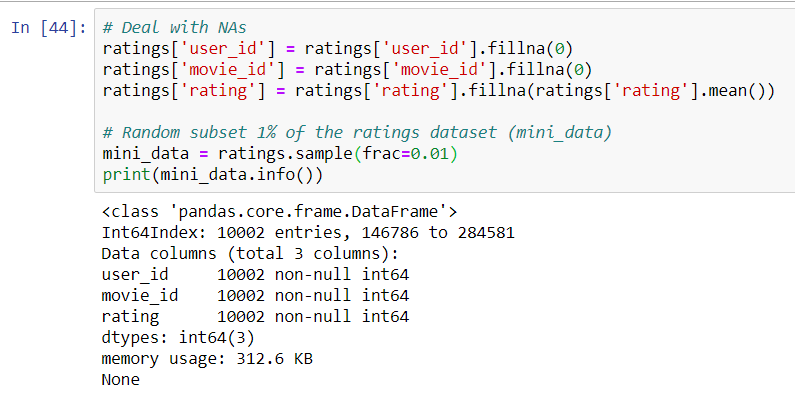 In [44]: # Deal with NAs
ratings['user_id'] = ratings['user_id'].fillna(0)
ratings['movie_id'] = ratings['movie_id'].fillna(0)
ratings['rating'] = ratings['rating'].fillna(ratings['rating'].mean())

# Random subset 1% of the ratings dataset (mini_data)
mini_data = ratings.sample(frac=0.01)
print(mini_data.info())
<class 'pandas.core.frame.DataFrame'>
Int64Index: 10002 entries, 146786 to 284581
Data columns (total 3 columns):
user_id     10002 non-null int64
movie_id    10002 non-null int64
rating      10002 non-null int64
dtypes: int64(3)
memory usage: 312.6 KB
None